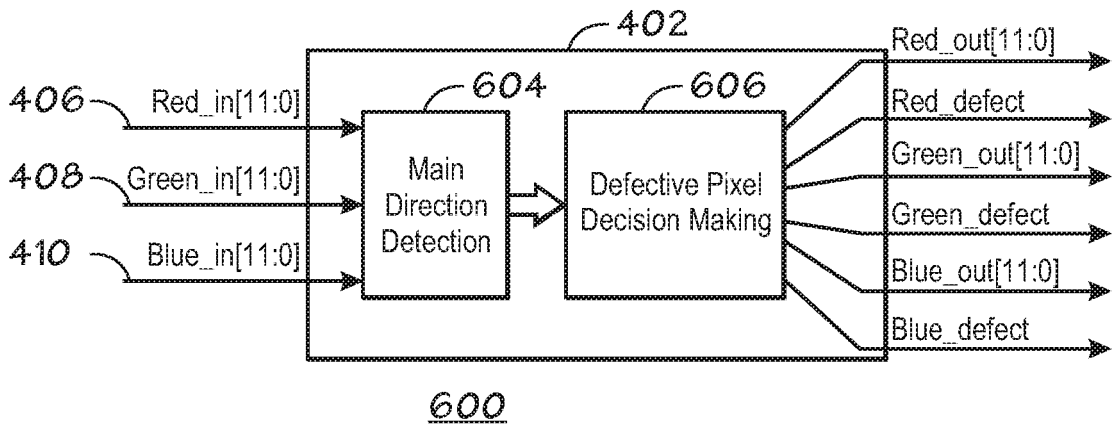 402
Red_out[11:0]
406
Red_in[11:0]
604
606
Red_defect
408
Green_in[11:0]
Main
Direction
Detection
Defective Pixel
Decision Making
Green_out[11:0]
Green_defect
410
Blue_in[11:0]
Blue_out[11:0]
Blue_defect
600